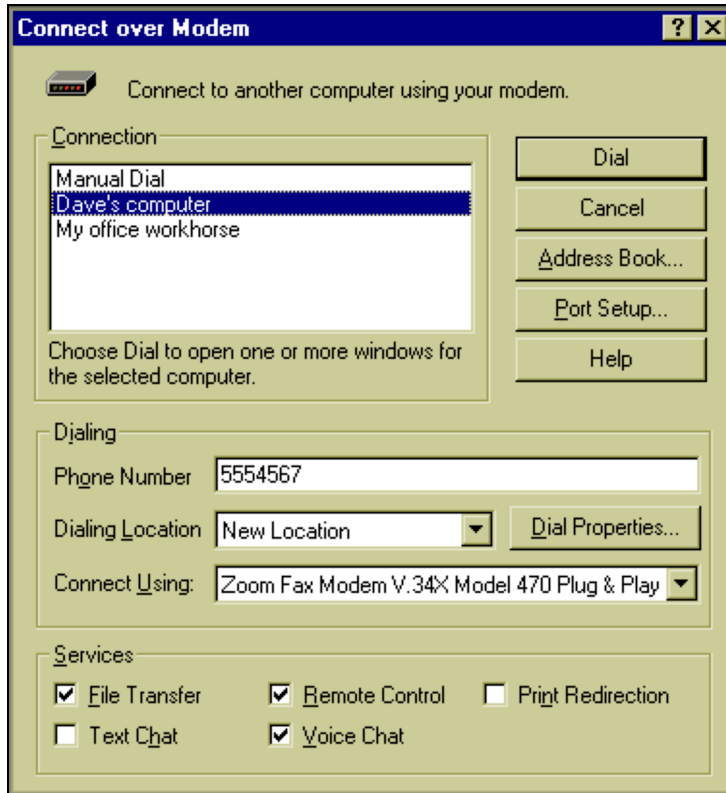 Connect over Modem
Connect to another computer using your modem.
Connection
Manual Dial
Dave's computer
My office workhorse
Choose Dial to open one or more windows for
the selected computer.
Dial
Cancel
Address Book...
Port Setup...
Help
Dialing
Phone Number 5554567
Dialing Location New Location Dial Properties...
Connect Using: Zoom Fax Modem V.34X Model 470 Plug & Play
Services
File Transfer Remote Control Print Redirection
Text Chat Voice Chat